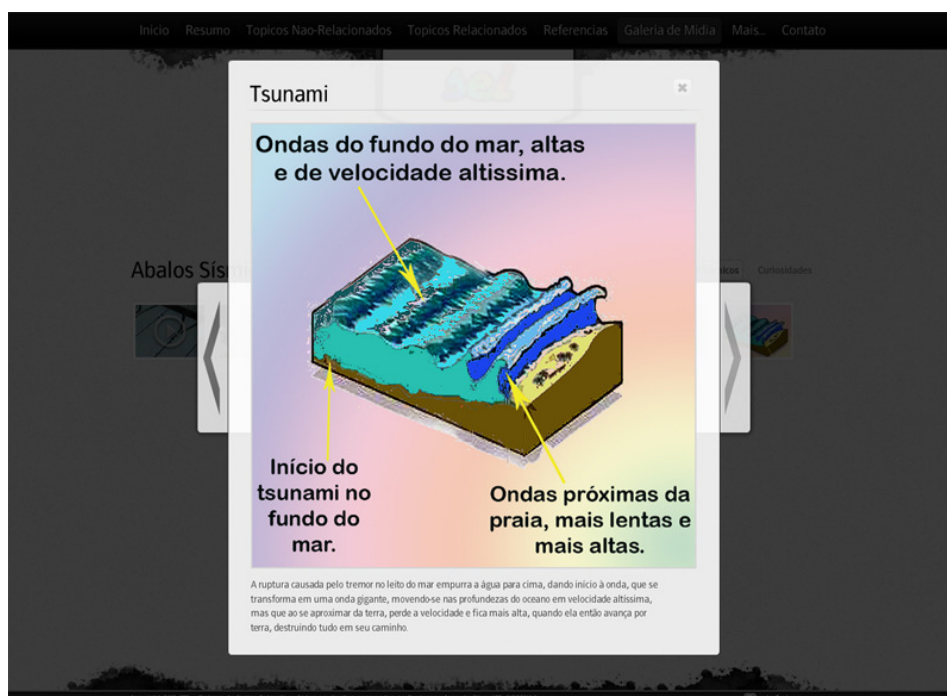 Inicio Resumo Topicos Nao-Relacionados Topicos Relacionados Referencias Galeria de Midia Mais... Contato
Tsunami
Ondas do fundo do mar, altas
e de velocidade altissima.
Abalos Sísmi
Curiosidades
Início do
tsunami no
fundo do
mar.
Ondas próximas da
praia, mais lentas e
mais altas.
A ruptura causada pelo tremor no leito do mar empurra a água para cima, dando início à onda, que se
transforma em uma onda gigante, movendo-se nas profundezas do oceano em velocidade altíssima,
mas que ao se aproximar da terra, perde a velocidade e fica mais alta, quando ela então avança por
terra, destruindo tudo em seu caminho.